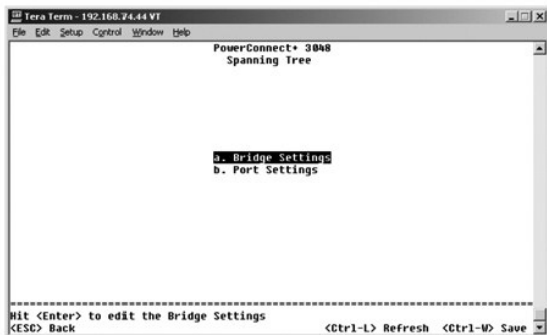 Tera Term - 192.168.74.44 VT
File Edit Setup Control Window Help
PowerConnect+ 3048
Spanning Tree
a. Bridge Settings
b. Port Settings
Hit <Enter> to edit the Bridge Settings
<ESC> Back <Ctrl-L> Refresh <Ctrl-W> Save